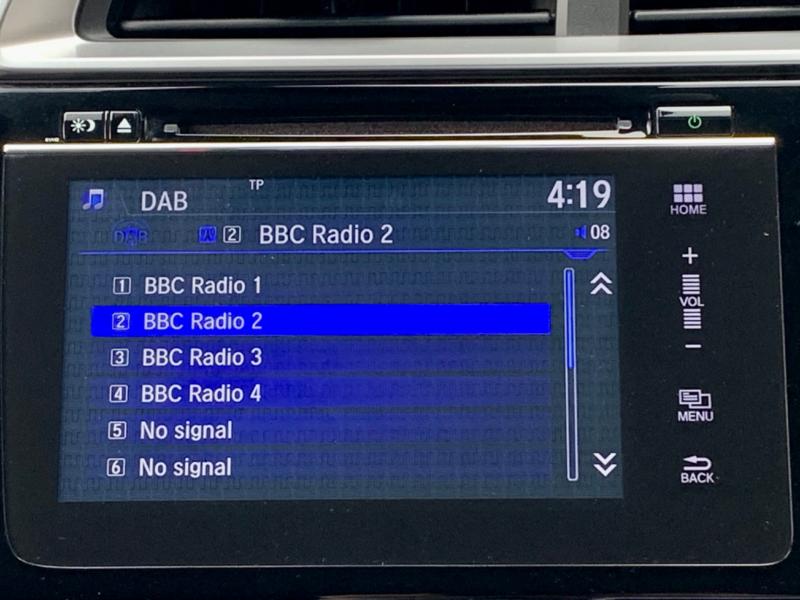 TP
DAB
4:19
DAB
2 BBC Radio 2
08
1 BBC Radio 1
2 BBC Radio 2
3 BBC Radio 3
4 BBC Radio 4
5 No signal
6 No signal
HOME
+
VOL
−
MENU
BACK